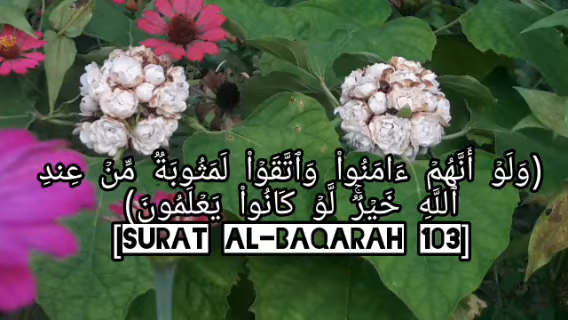 (وَلَوۡ أَنَّهُمۡ ءَامَنُواْ وَٱتَّقَوۡاْ لَمَثُوبَةٞ مِّنۡ عِندِ
ٱللَّهِ خَيۡرٞۚ لَّوۡ كَانُواْ يَعۡلَمُونَ)
[SURAT AL-BAQARAH 103]